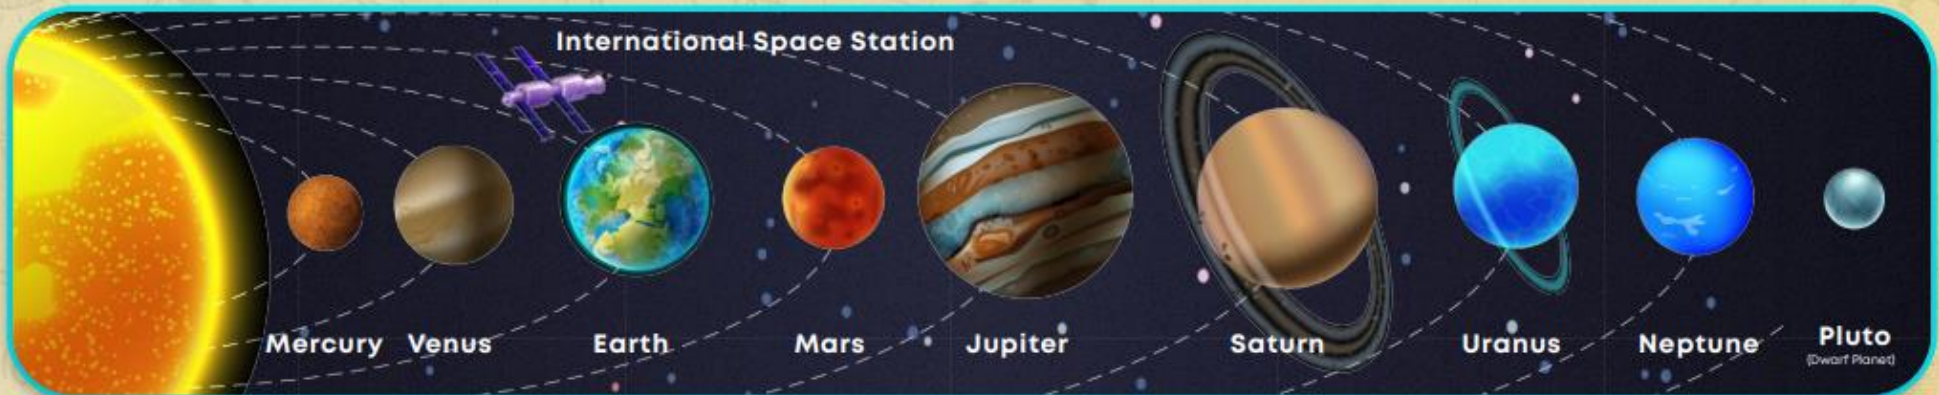 International Space Station
Mercury
Venus
Earth
Mars
Jupiter
Saturn
Uranus
Neptune
Pluto
(Dwarf Planet)